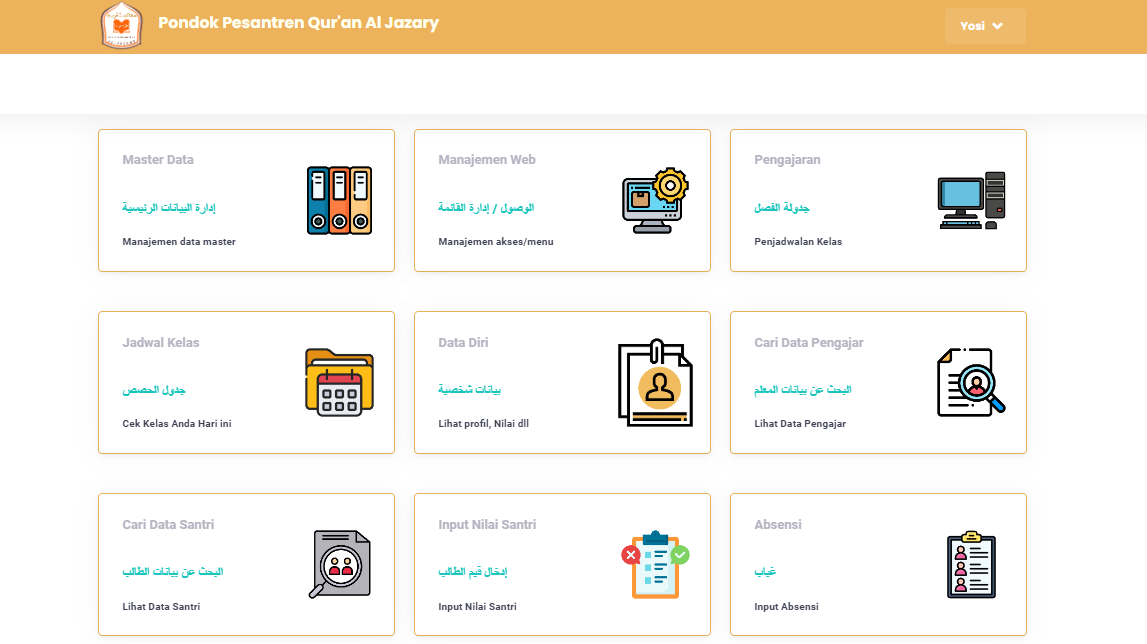 Pondok Pesantren Qur'an Al Jazary
Yosi
Master Data
إدارة البيانات الرئيسية
Manajemen data master
Manajemen Web
الوصول / إدارة القائمة
Manajemen akses/menu
Pengajaran
جدولة الفصل
Penjadwalan Kelas
Jadwal Kelas
جدول الحصص
Cek Kelas Anda Hari ini
Data Diri
بيانات شخصية
Lihat profil, Nilai dll
Cari Data Pengajar
البحث عن بيانات المعلم
Lihat Data Pengajar
Cari Data Santri
البحث عن بيانات الطالب
Lihat Data Santri
Input Nilai Santri
إدخال قيم الطالب
Input Nilai Santri
Absensi
غياب
Input Absensi